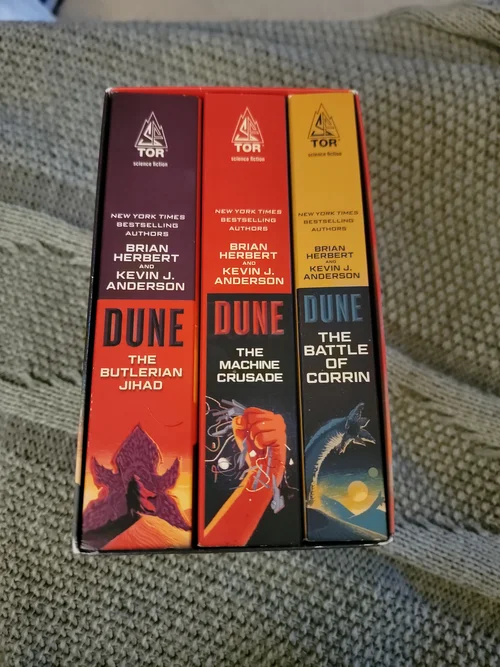 TOR
science fiction
NEW YORK TIMES
BESTSELLING
AUTHORS
BRIAN
HERBERT
AND
KEVIN J.
ANDERSON
DUNE
THE
BUTLERIAN
JIHAD
TOR
science fiction
NEW YORK TIMES
BESTSELLING
AUTHORS
BRIAN
HERBERT
AND
KEVIN J.
ANDERSON
DUNE
THE
MACHINE
CRUSADE
TOR
science fiction
NEW YORK TIMES
BESTSELLING
AUTHORS
BRIAN
HERBERT
AND
KEVIN J.
ANDERSON
DUNE
THE
BATTLE
OF
CORRIN